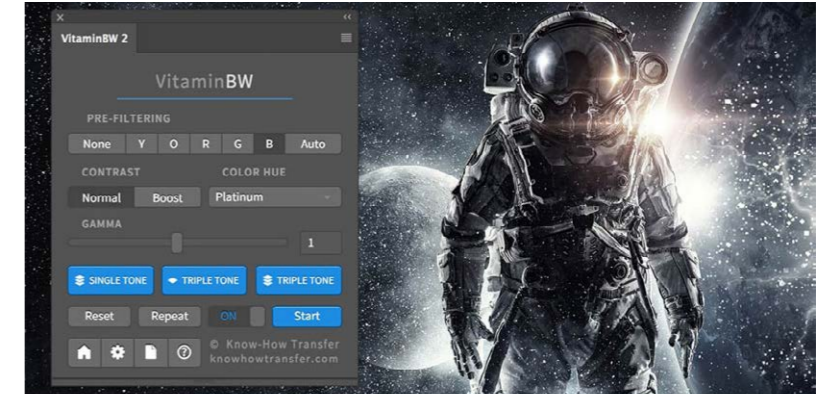 VitaminBW 2
VitaminBW
PRE-FILTERING
None Y O R G B Auto
CONTRAST COLOR HUE
Normal Boost Platinum
GAMMA
1
SINGLE TONE TRIPLE TONE TRIPLE TONE
Reset Repeat ON Start
© Know-How Transfer
knowhowtransfer.com